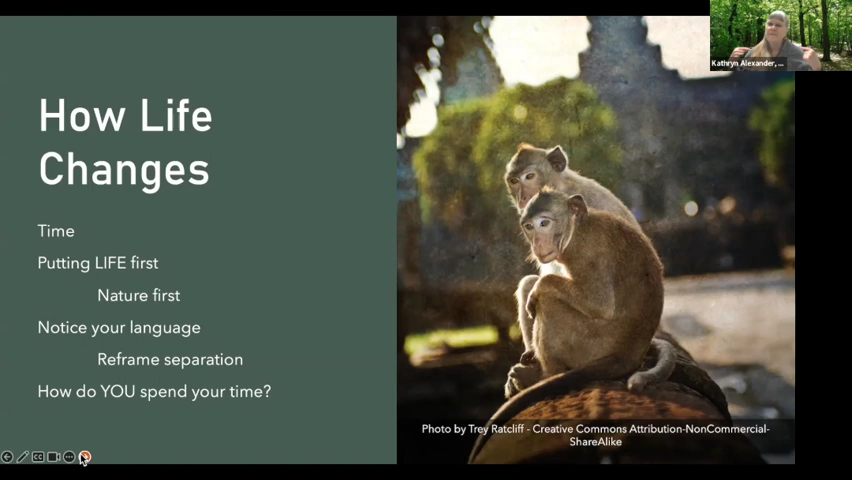 How Life
Changes
Time
Putting LIFE first
Nature first
Notice your language
Reframe separation
How do YOU spend your time?
Photo by Trey Ratcliff - Creative Commons Attribution-NonCommercial-
ShareAlike
Kathryn Alexander, ...